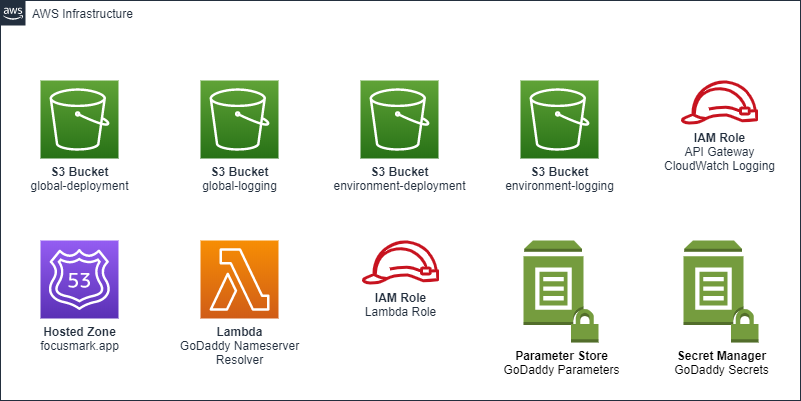 aws
AWS Infrastructure
S3 Bucket
global-deployment
S3 Bucket
global-logging
S3 Bucket
environment-deployment
S3 Bucket
environment-logging
IAM Role
API Gateway
CloudWatch Logging
53
Hosted Zone
focusmark.app
Lambda
GoDaddy Nameserver
Resolver
IAM Role
Lambda Role
Parameter Store
GoDaddy Parameters
Secret Manager
GoDaddy Secrets